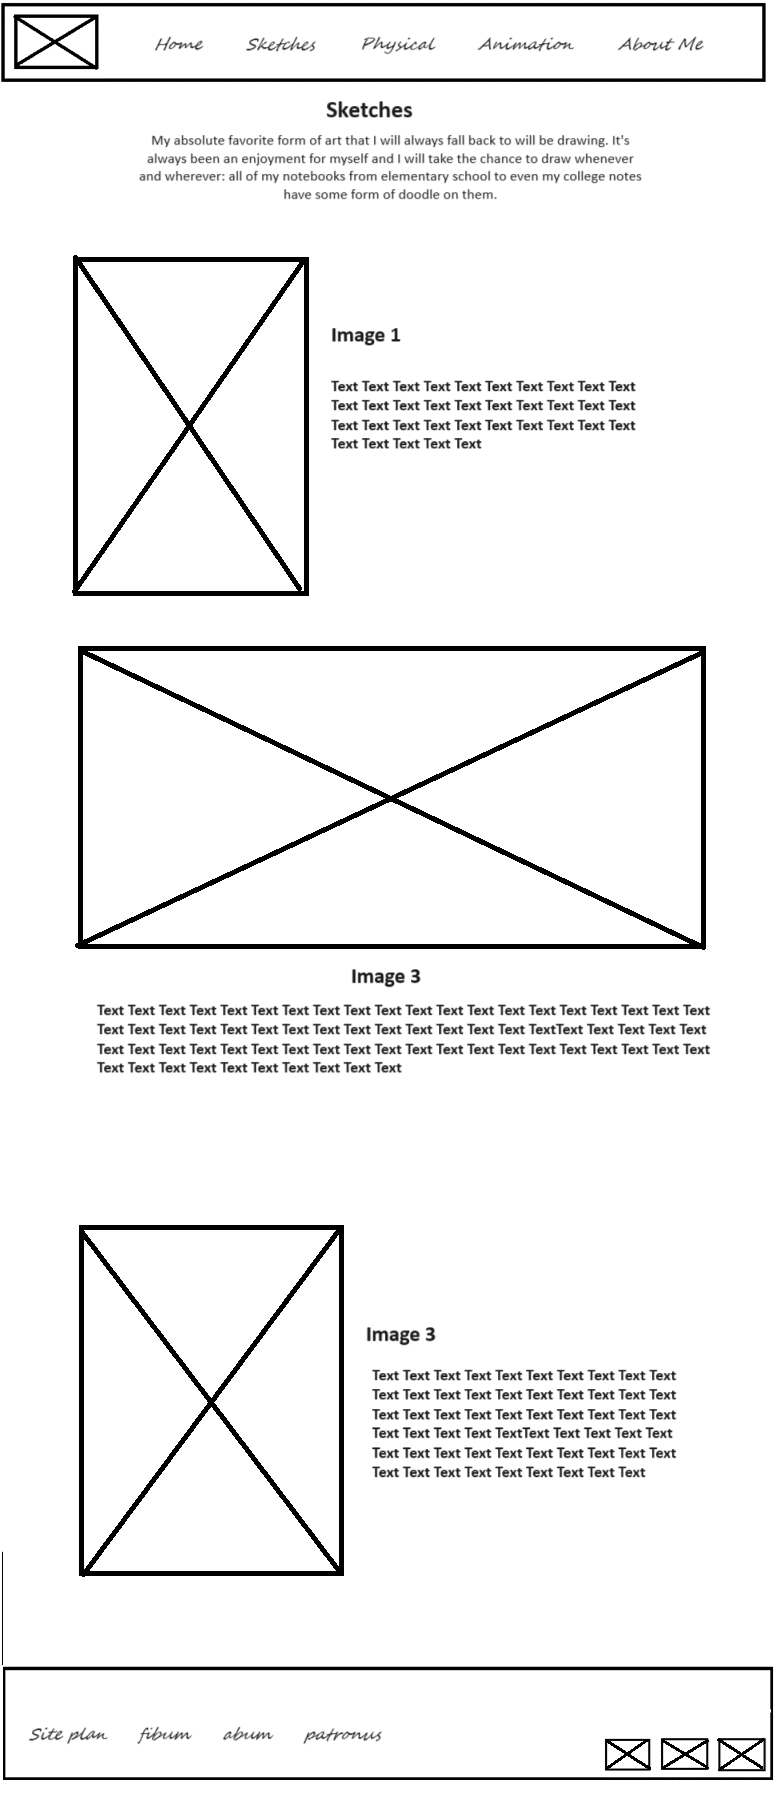 Home Sketches Physical Animation About Me
Sketches
My absolute favorite form of art that I will always fall back to will be drawing. It's
always been an enjoyment for myself and I will take the chance to draw whenever
and wherever: all of my notebooks from elementary school to even my college notes
have some form of doodle on them.
Image 1
Text Text Text Text Text Text Text Text Text Text
Text Text Text Text Text Text Text Text Text Text
Text Text Text Text Text Text Text Text Text Text
Text Text Text Text Text
Image 3
Text Text Text Text Text Text Text Text Text Text Text Text Text Text Text Text Text Text Text Text
Text Text Text Text Text Text Text Text Text Text Text Text Text Text TextText Text Text Text Text
Text Text Text Text Text Text Text Text Text Text Text Text Text Text Text Text Text Text Text Text
Text Text Text Text Text Text Text Text Text Text
Image 3
Text Text Text Text Text Text Text Text Text Text
Text Text Text Text Text Text Text Text Text Text
Text Text Text Text Text Text Text Text Text Text
Text Text Text Text TextText Text Text Text Text
Text Text Text Text Text Text Text Text Text Text
Text Text Text Text Text Text Text Text Text
Site plan fibum abum patronus